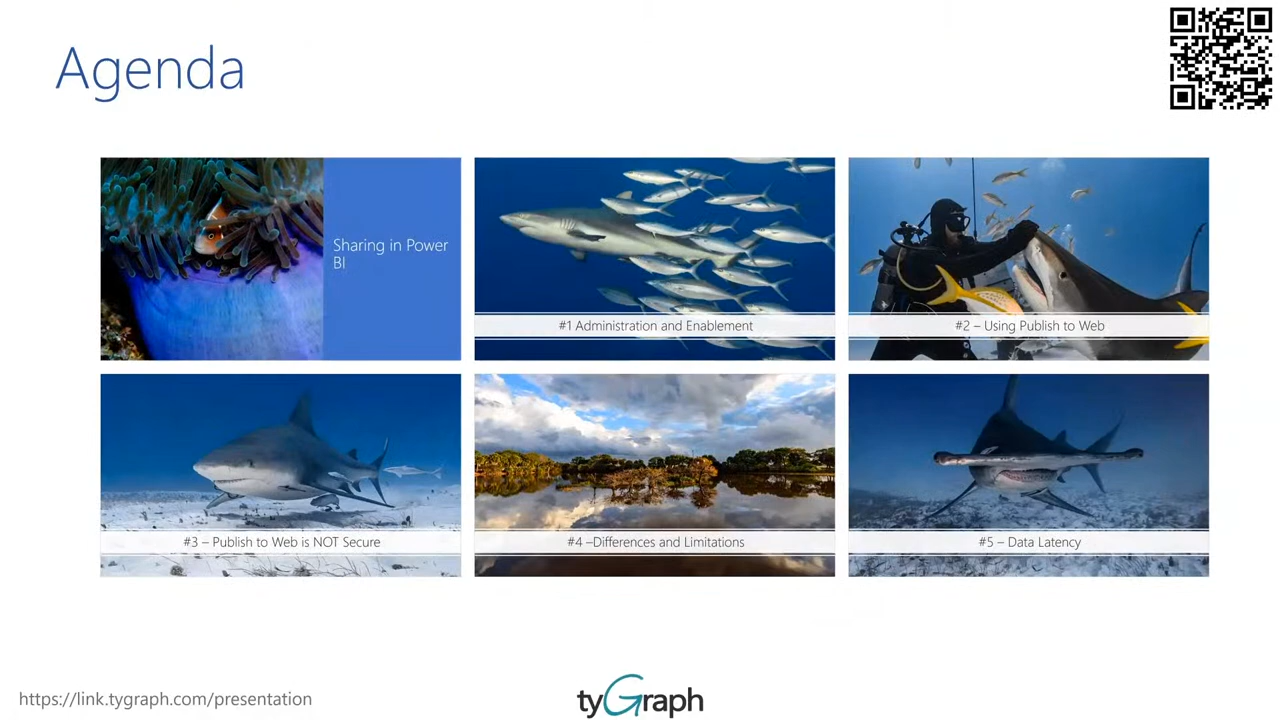 Agenda
Sharing in Power
BI
#1 Administration and Enablement
#2 – Using Publish to Web
#3 – Publish to Web is NOT Secure
#4 –Differences and Limitations
#5 – Data Latency
https://link.tygraph.com/presentation
tyGraph